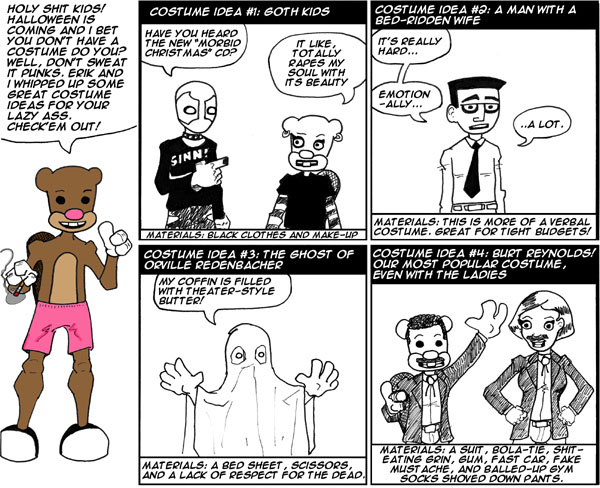 HOLY SHIT KIDS!
HALLOWEEN IS
COMING AND I BET
YOU DON'T HAVE A
COSTUME DO YOU?
WELL, DON'T SWEAT
IT PUNKS. ERIK AND
I WHIPPED UP SOME
GREAT COSTUME
IDEAS FOR YOUR
LAZY ASS.
CHECK'EM OUT!
COSTUME IDEA #1: GOTH KIDS
HAVE YOU HEARD
THE NEW "MORBID
CHRISTMAS" CD?
IT LIKE,
TOTALLY
RAPES MY
SOUL WITH
ITS BEAUTY
SINN!
MATERIALS: BLACK CLOTHES AND MAKE-UP
COSTUME IDEA #2: A MAN WITH A
BED-RIDDEN WIFE
IT'S REALLY
HARD...
EMOTION
-ALLY...
..A LOT.
MATERIALS: THIS IS MORE OF A VERBAL
COSTUME. GREAT FOR TIGHT BUDGETS!
COSTUME IDEA #3: THE GHOST OF
ORVILLE REDENBACHER
MY COFFIN IS FILLED
WITH THEATER-STYLE
BUTTER!
MATERIALS: A BED SHEET, SCISSORS,
AND A LACK OF RESPECT FOR THE DEAD.
COSTUME IDEA #4: BURT REYNOLDS!
OUR MOST POPULAR COSTUME,
EVEN WITH THE LADIES
MATERIALS: A SUIT, BOLA-TIE, SHIT-
EATING GRIN, GUM, FAST CAR, FAKE
MUSTACHE, AND BALLED-UP GYM
SOCKS SHOVED DOWN PANTS.